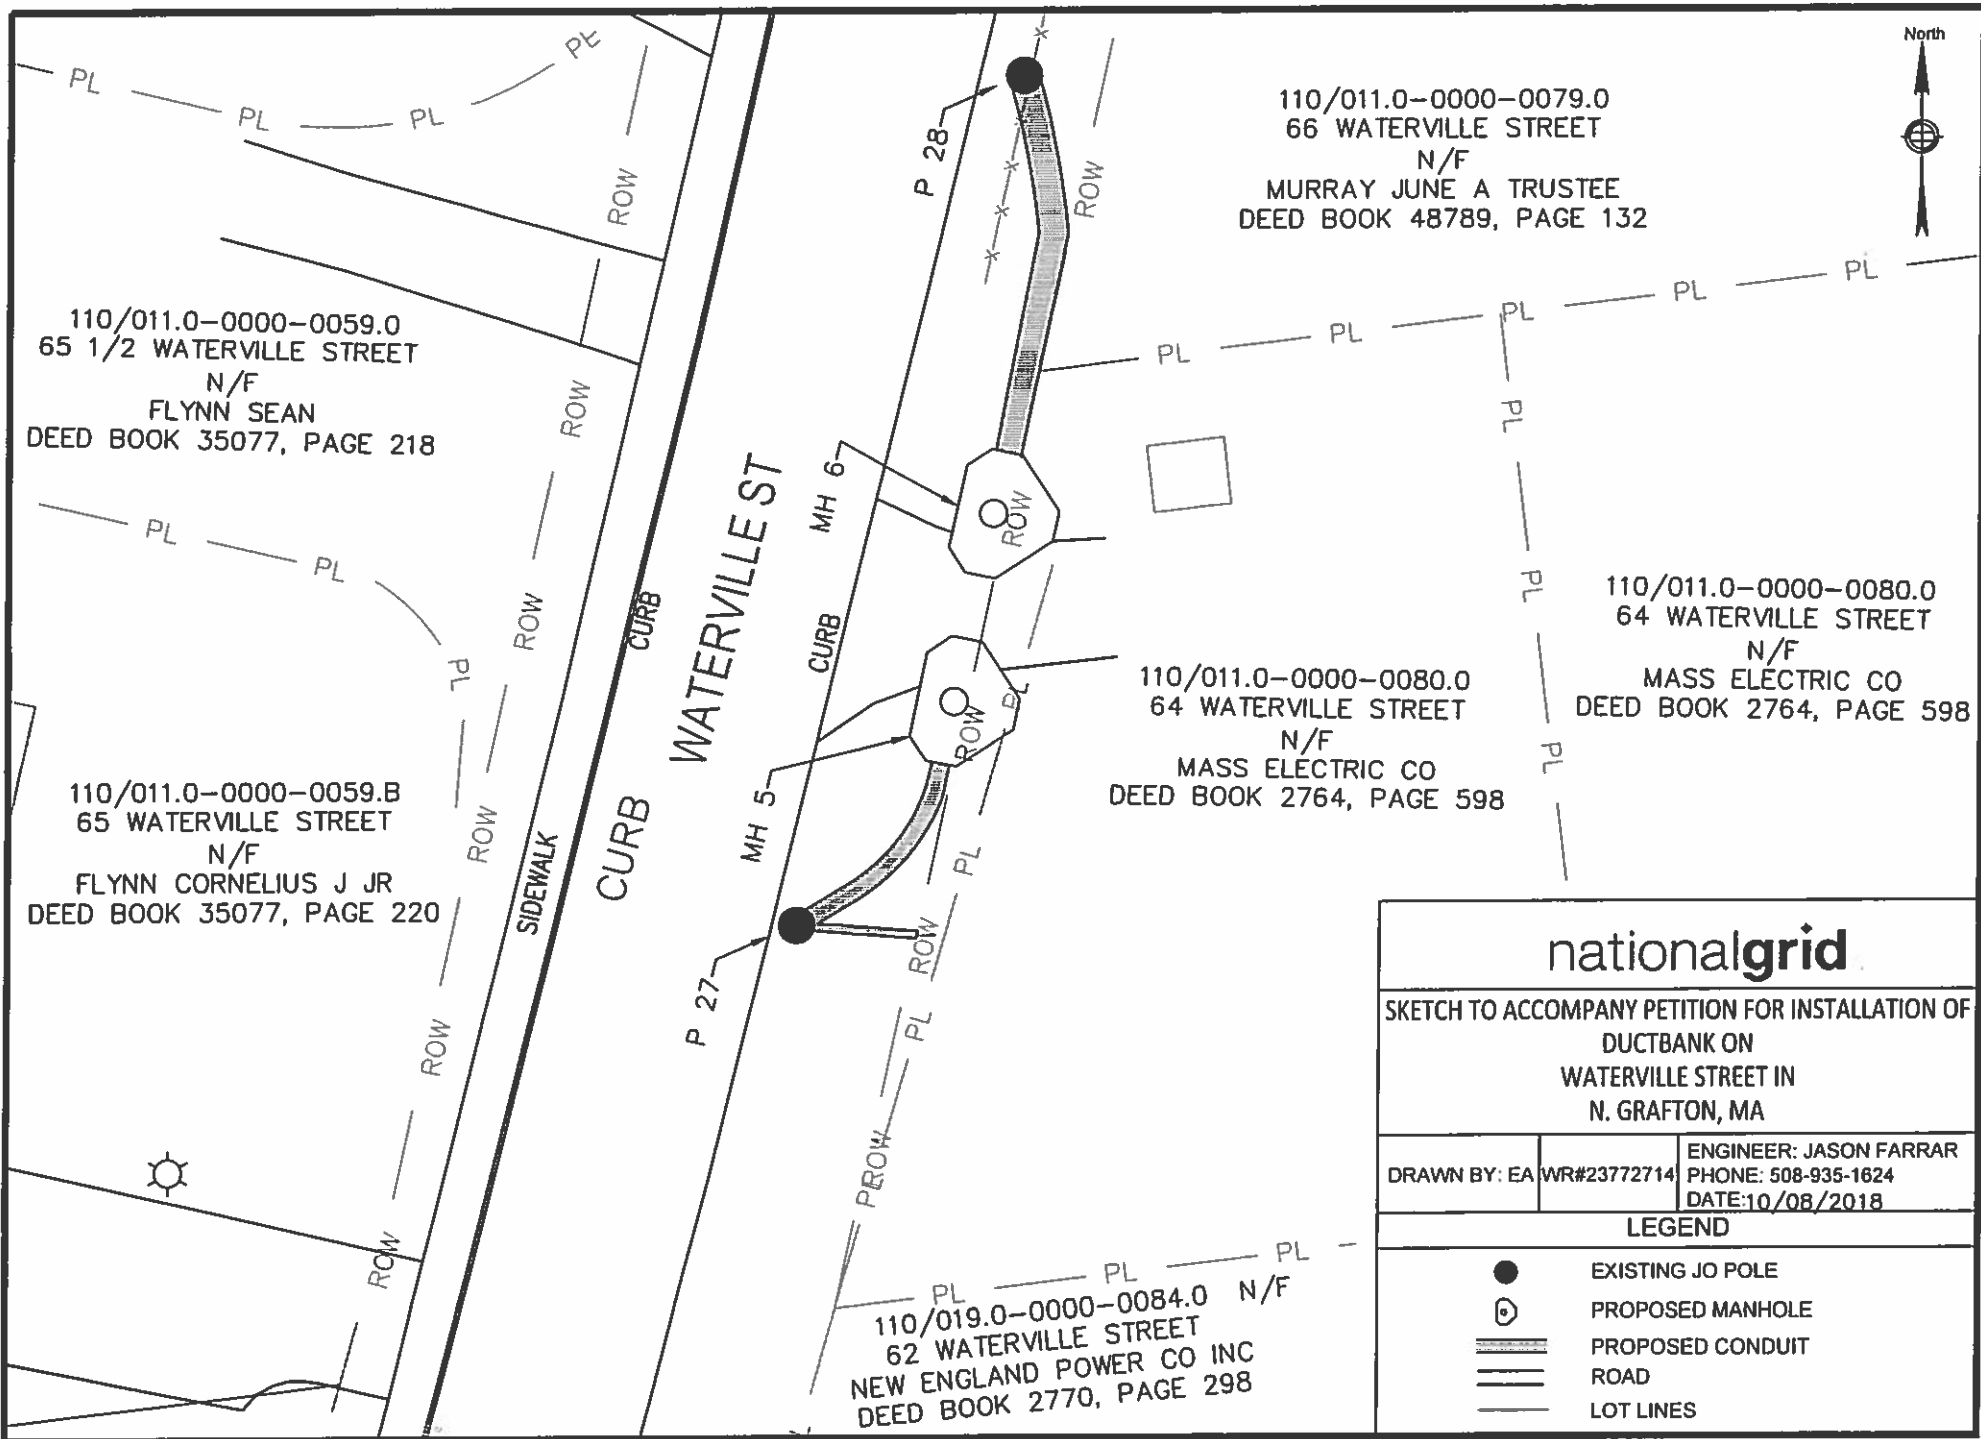 North
PL
PL
PL
PL
ROW
P 28
ROW
110/011.0-0000-0079.0
66 WATERVILLE STREET
N/F
MURRAY JUNE A TRUSTEE
DEED BOOK 48789, PAGE 132
PL
PL
PL
PL
PL
110/011.0-0000-0059.0
65 1/2 WATERVILLE STREET
N/F
FLYNN SEAN
DEED BOOK 35077, PAGE 218
ROW
PL
MH 6
ROW
PL
PL
ROW
CURB
WATERVILLE ST
CURB
PL
PL
110/011.0-0000-0080.0
64 WATERVILLE STREET
N/F
MASS ELECTRIC CO
DEED BOOK 2764, PAGE 598
110/011.0-0000-0080.0
64 WATERVILLE STREET
N/F
MASS ELECTRIC CO
DEED BOOK 2764, PAGE 598
PL
ROW
PL
110/011.0-0000-0059.B
65 WATERVILLE STREET
N/F
FLYNN CORNELIUS J JR
DEED BOOK 35077, PAGE 220
ROW
SIDEWALK
CURB
MH 5
PL
ROW
P 27
PL
ROW
PL
ROW
ROW
PL
PL
PL
110/019.0-0000-0084.0 N/F
62 WATERVILLE STREET
NEW ENGLAND POWER CO INC
DEED BOOK 2770, PAGE 298
nationalgrid
SKETCH TO ACCOMPANY PETITION FOR INSTALLATION OF
DUCTBANK ON
WATERVILLE STREET IN
N. GRAFTON, MA
DRAWN BY: EA
WR#23772714
ENGINEER: JASON FARRAR
PHONE: 508-935-1624
DATE:10/08/2018
LEGEND
EXISTING JO POLE
PROPOSED MANHOLE
PROPOSED CONDUIT
ROAD
LOT LINES